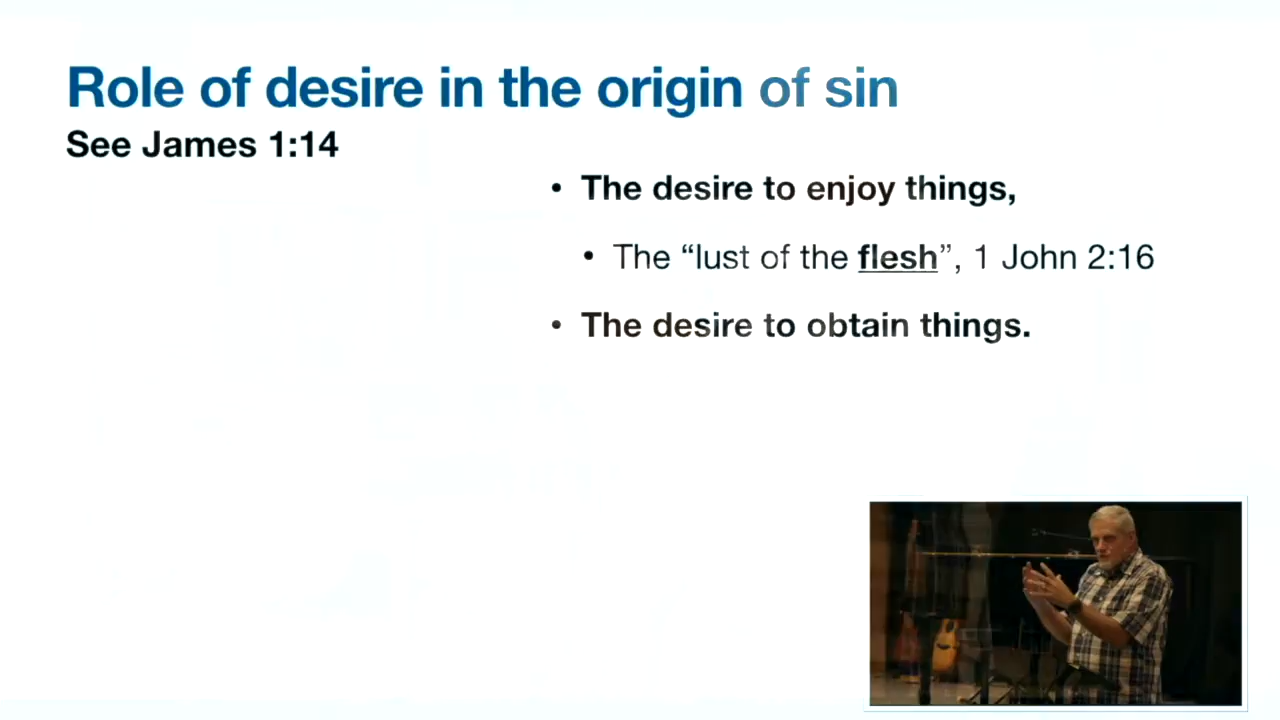 Role of desire in the origin of sin
See James 1:14
• The desire to enjoy things,
• The “lust of the flesh”, 1 John 2:16
• The desire to obtain things.